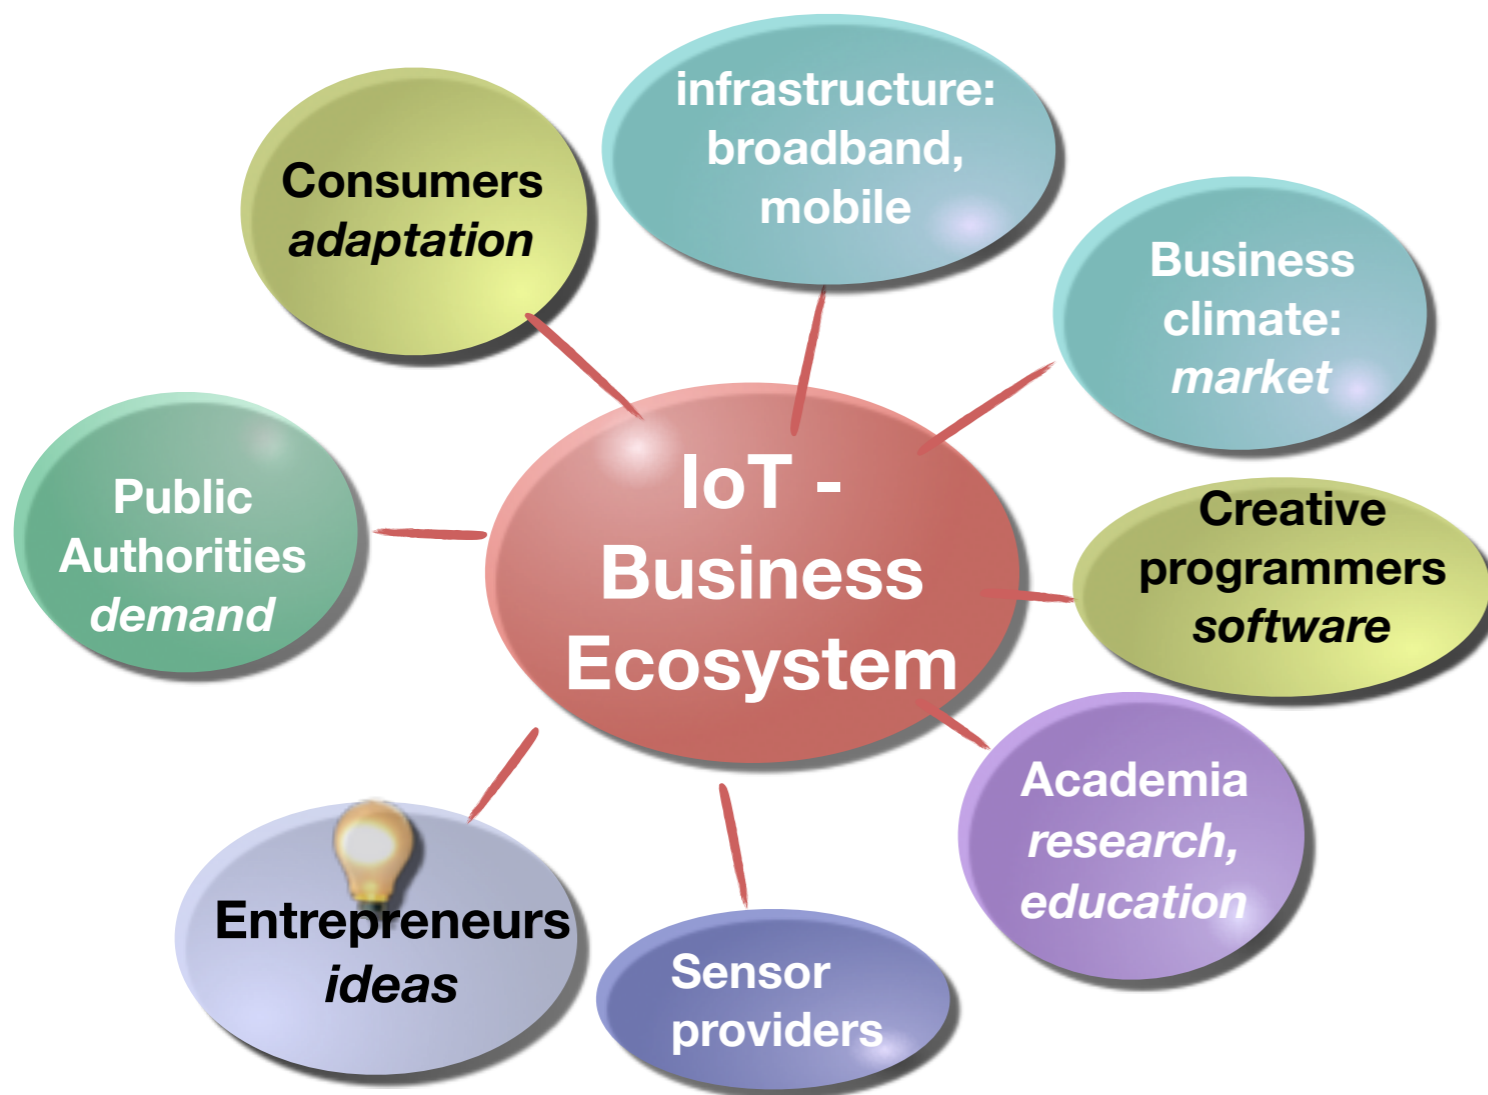 infrastructure:
broadband,
mobile
Consumers
adaptation
Business
climate:
market
IoT -
Business
Ecosystem
Public
Authorities
demand
Creative
programmers
software
Academia
research,
education
Entrepreneurs
ideas
Sensor
providers